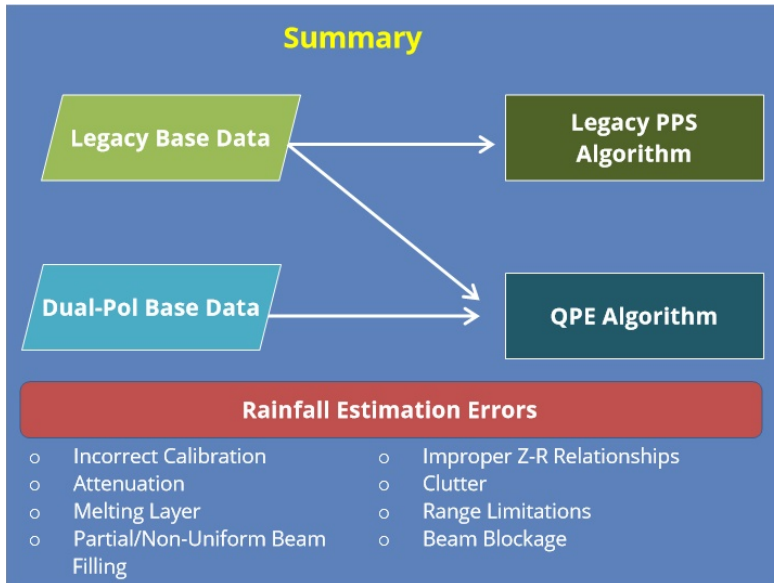 Summary
Legacy Base Data
Legacy PPS
Algorithm
Dual-Pol Base Data
QPE Algorithm
Rainfall Estimation Errors
o Incorrect Calibration
o Attenuation
o Melting Layer
o Partial/Non-Uniform Beam
Filling
o Improper Z-R Relationships
o Clutter
o Range Limitations
o Beam Blockage